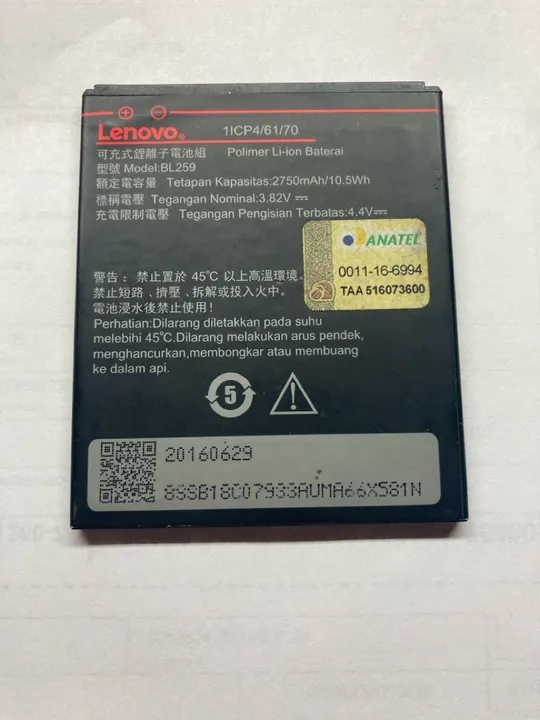 Lenovo®
1ICP4/61/70
可充式鋰離子電池組 Polimer Li-ion Baterai
型號 Model:BL259
額定電容量 Tetapan Kapasitas:2750mAh/10.5Wh
標稱電壓 Tegangan Nominal:3.82V⎓
充電限制電壓 Tegangan Pengisian Terbatas:4.4V⎓
ANATEL
0011-16-6994
TAA 516073600
警告：禁止置於 45℃ 以上高溫環境。
禁止短路、擠壓、拆解或投入火中。
電池浸水後禁止使用！
Perhatian:Dilarang diletakkan pada suhu
melebihi 45℃.Dilarang melakukan arus pendek,
menghancurkan,membongkar atau membuang
ke dalam api.
5
20160629
8SSB18C07933AUMA66X581N